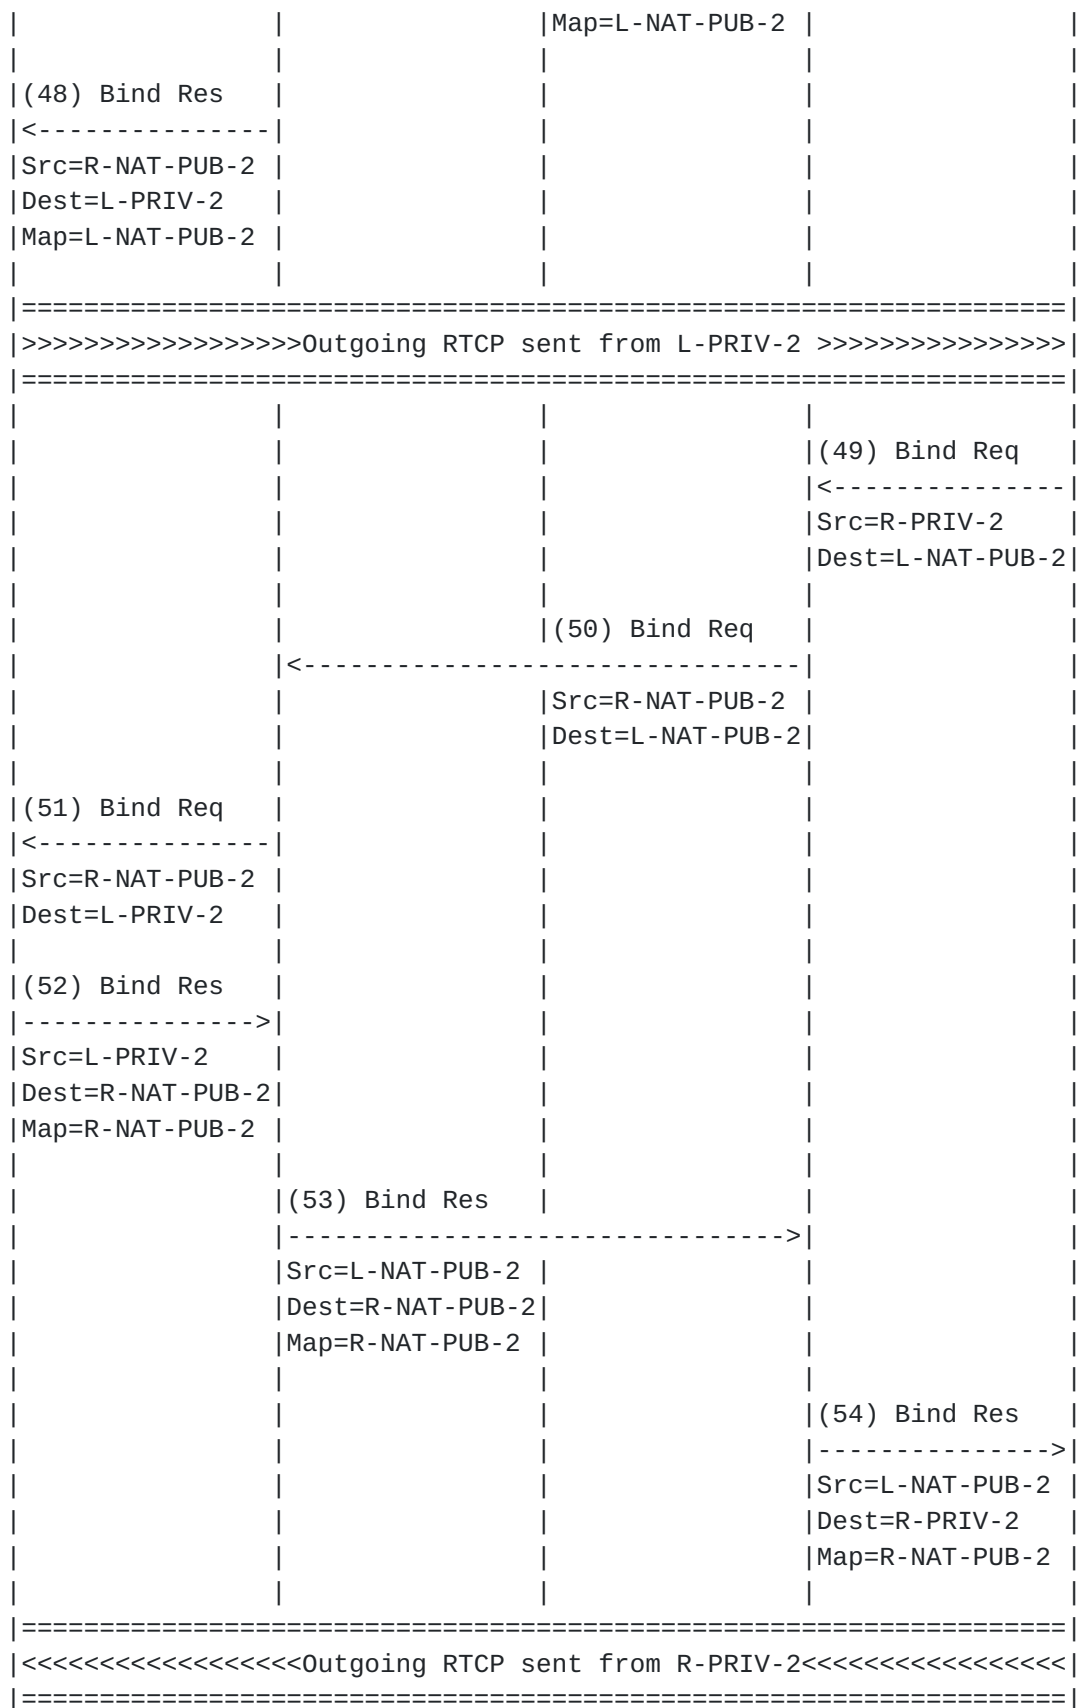 |                |                |Map=L-NAT-PUB-2 |                |
|                |                |                |                |
|(48) Bind Res   |                |                |                |
|<---------------|                |                |                |
|Src=R-NAT-PUB-2 |                |                |                |
|Dest=L-PRIV-2   |                |                |                |
|Map=L-NAT-PUB-2 |                |                |                |
|                |                |                |                |
|===================================================================|
|>>>>>>>>>>>>>>>>>>Outgoing RTCP sent from L-PRIV-2 >>>>>>>>>>>>>>>>|
|===================================================================|
|                |                |                |                |
|                |                |                |(49) Bind Req   |
|                |                |                |<---------------|
|                |                |                |Src=R-PRIV-2    |
|                |                |                |Dest=L-NAT-PUB-2|
|                |                |                |                |
|                |                |(50) Bind Req   |                |
|                |<--------------------------------|                |
|                |                |Src=R-NAT-PUB-2 |                |
|                |                |Dest=L-NAT-PUB-2|                |
|                |                |                |                |
|(51) Bind Req   |                |                |                |
|<---------------|                |                |                |
|Src=R-NAT-PUB-2 |                |                |                |
|Dest=L-PRIV-2   |                |                |                |
|                |                |                |                |
|(52) Bind Res   |                |                |                |
|--------------->|                |                |                |
|Src=L-PRIV-2    |                |                |                |
|Dest=R-NAT-PUB-2|                |                |                |
|Map=R-NAT-PUB-2 |                |                |                |
|                |                |                |                |
|                |(53) Bind Res   |                |                |
|                |-------------------------------->|                |
|                |Src=L-NAT-PUB-2 |                |                |
|                |Dest=R-NAT-PUB-2|                |                |
|                |Map=R-NAT-PUB-2 |                |                |
|                |                |                |                |
|                |                |                |(54) Bind Res   |
|                |                |                |--------------->|
|                |                |                |Src=L-NAT-PUB-2 |
|                |                |                |Dest=R-PRIV-2   |
|                |                |                |Map=R-NAT-PUB-2 |
|                |                |                |                |
|===================================================================|
|<<<<<<<<<<<<<<<<<<Outgoing RTCP sent from R-PRIV-2<<<<<<<<<<<<<<<<<|
|===================================================================|